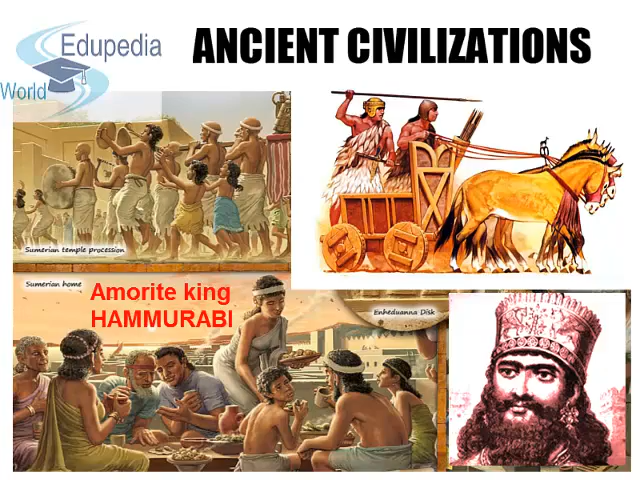 Edupedia
World
ANCIENT CIVILIZATIONS
Sumerian temple procession
Sumerian home
Amorite king
HAMMURABI
Enheduanna Disk